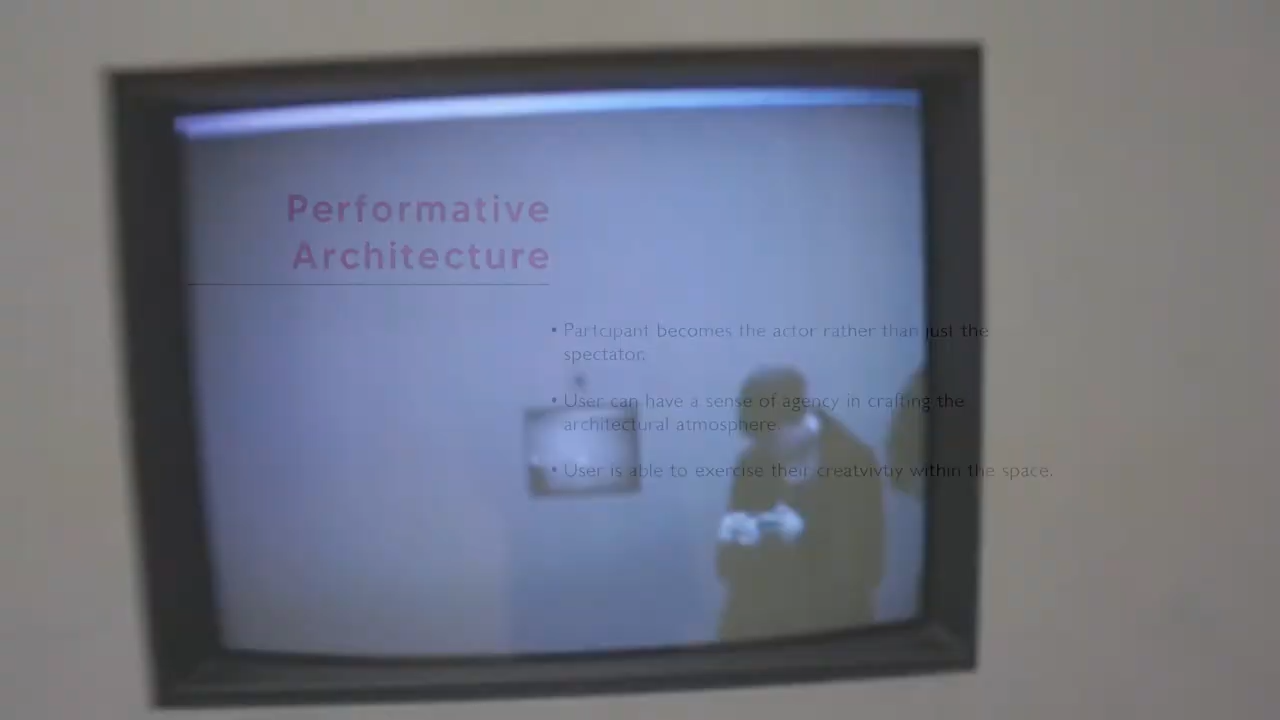 Performative
Architecture
• Partcipant becomes the actor rather than just the
spectator.
• User can have a sense of agency in crafting the
architectural atmosphere.
• User is able to exercise their creatvivtiy within the space.